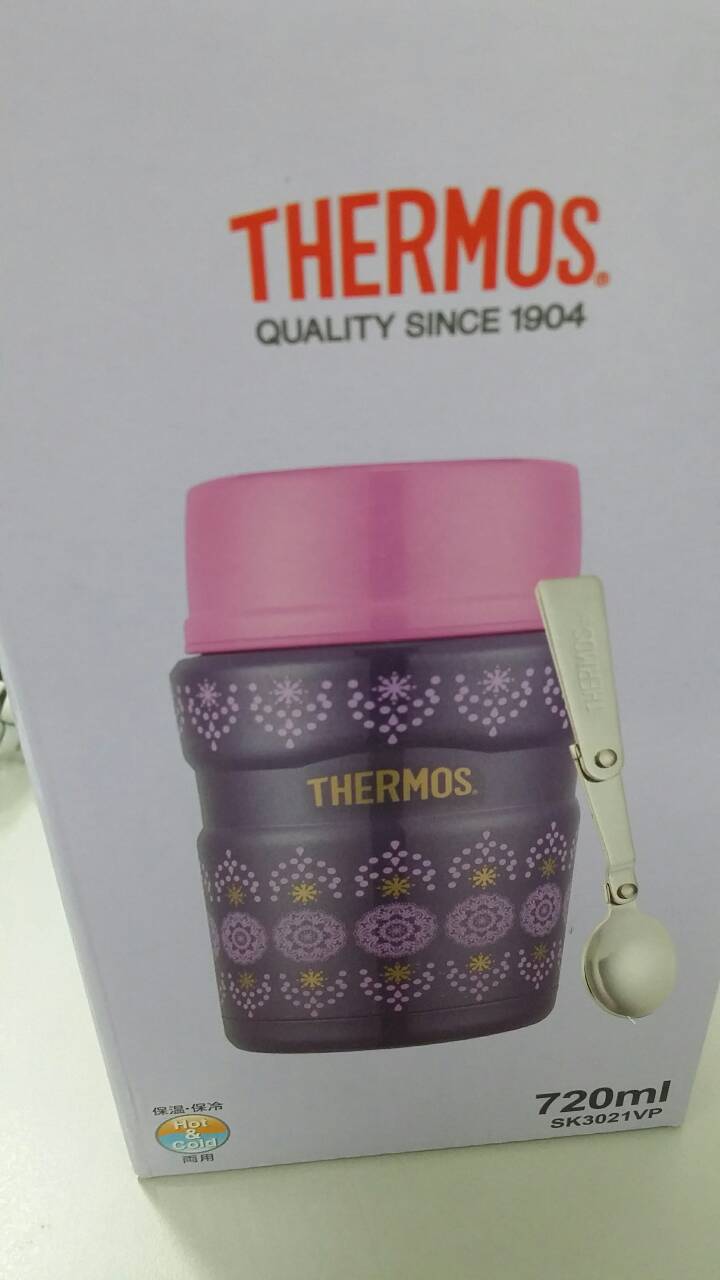 THERMOS®
QUALITY SINCE 1904
THERMOS
THERMOS
保温·保冷
Hot
&
Cold
両用
720ml
SK3021VP